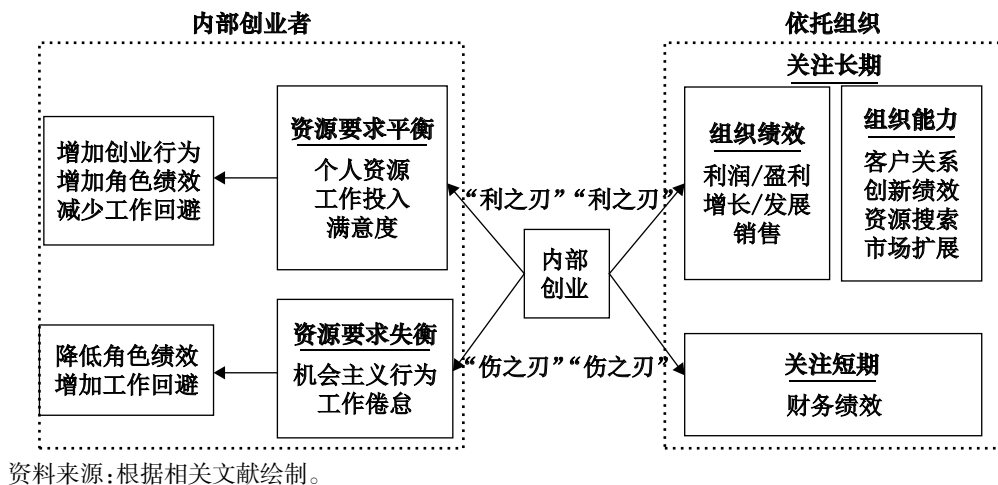 内部创业者
依托组织
关注长期
增加创业行为
增加角色绩效
减少工作回避
资源要求平衡
个人资源
工作投入
满意度
“利之刃”
“利之刃”
组织绩效
利润/盈利
增长/发展
销售
组织能力
客户关系
创新绩效
资源搜索
市场扩展
内部
创业
降低角色绩效
增加工作回避
资源要求失衡
机会主义行为
工作倦怠
“伤之刃”
“伤之刃”
关注短期
财务绩效
资料来源:根据相关文献绘制。